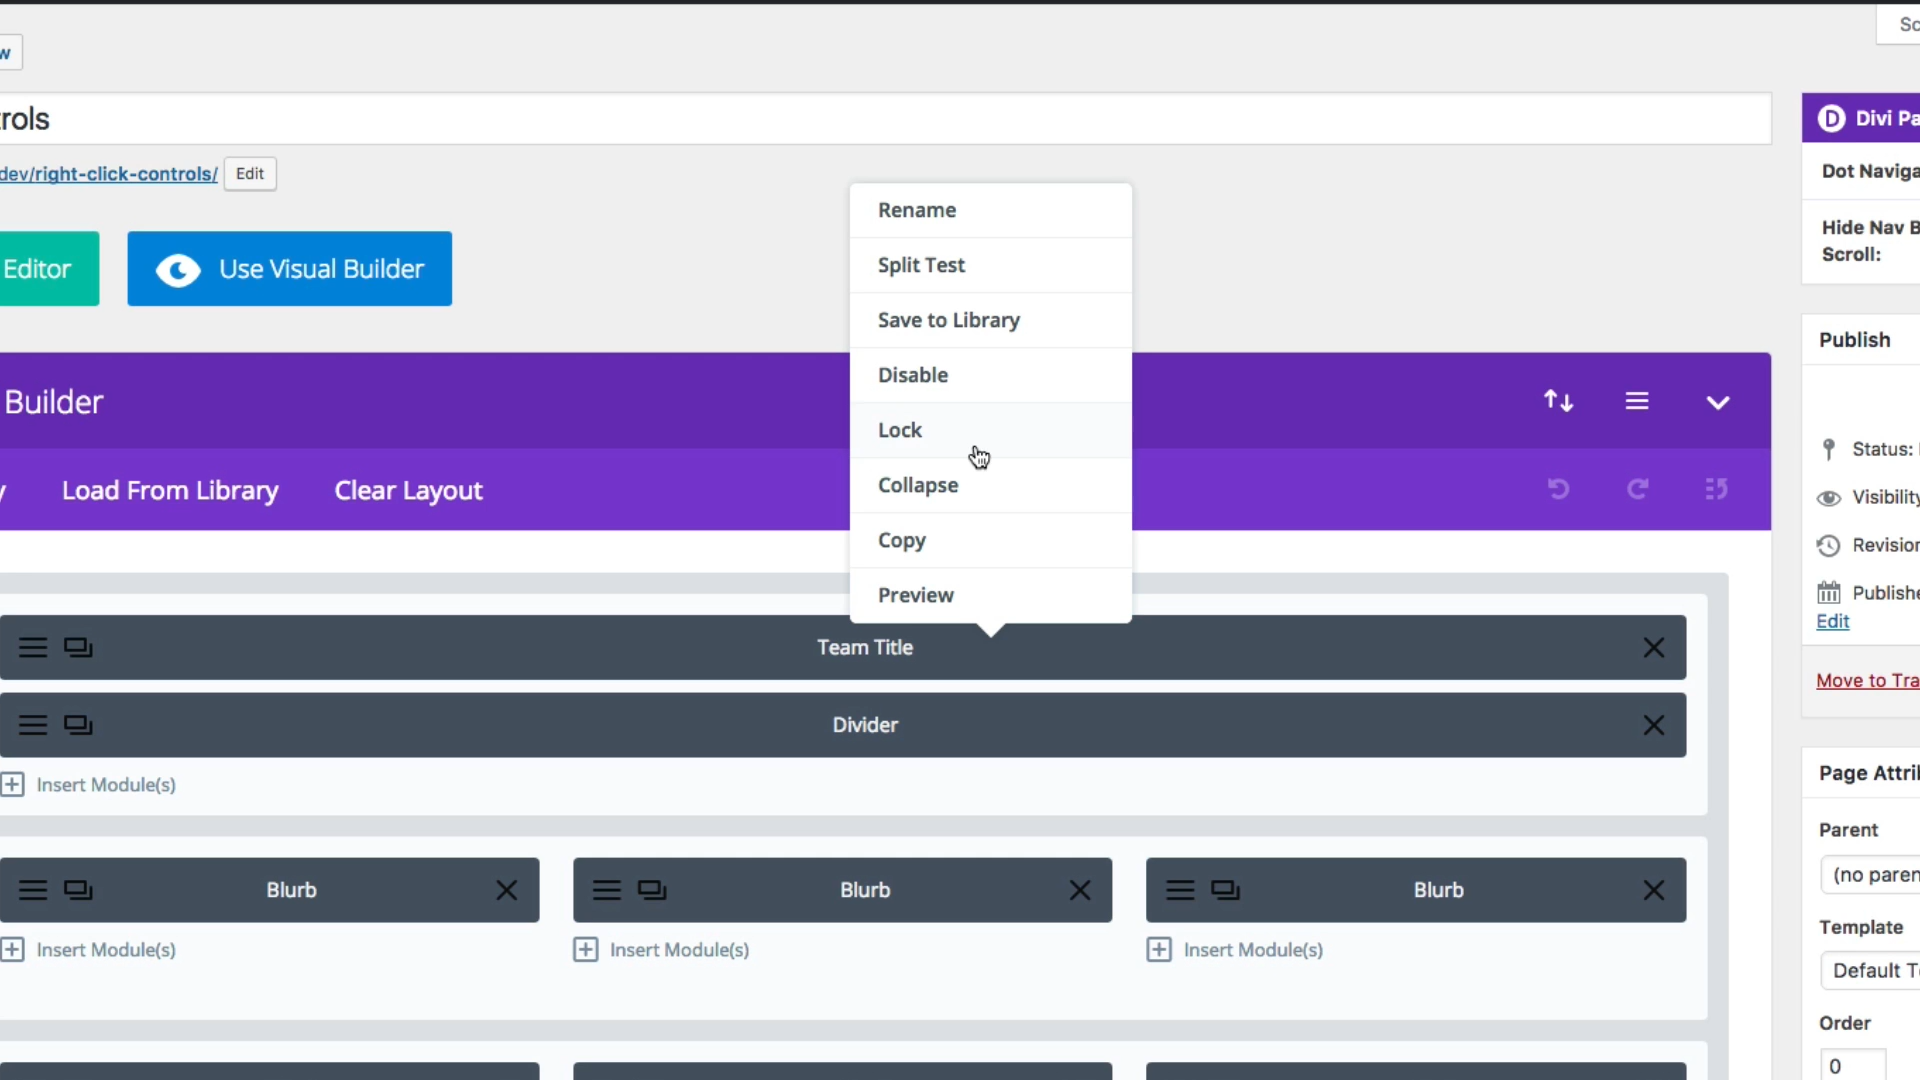 Sc
w
rols
dev/right-click-controls/ Edit
Editor
Use Visual Builder
Rename
Split Test
Save to Library
Disable
Lock
Collapse
Copy
Preview
Builder
y
Load From Library
Clear Layout
Team Title
Divider
Insert Module(s)
Blurb
Blurb
Blurb
Insert Module(s)
Insert Module(s)
Insert Module(s)
Divi Pa
Dot Naviga
Hide Nav B
Scroll:
Publish
Status:
Visibility
Revision
Publishe
Edit
Move to Tra
Page Attri
Parent
(no paren
Template
Default T
Order
0